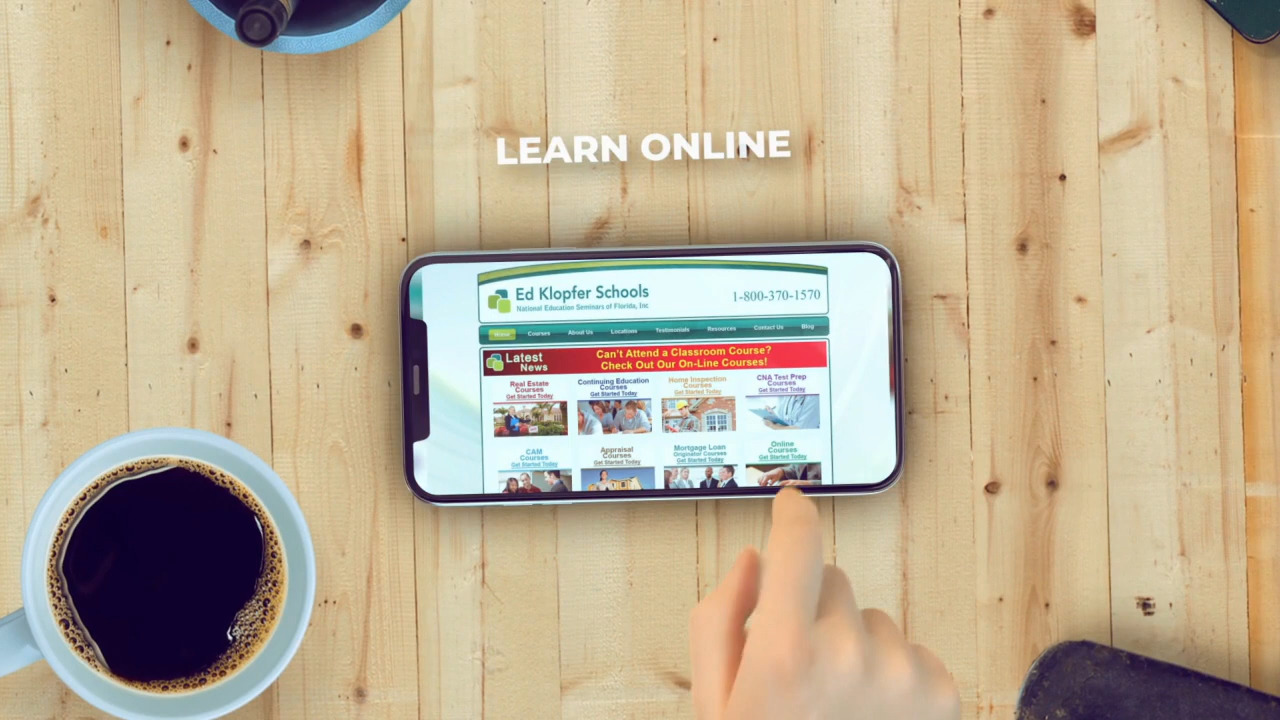 LEARN ONLINE
Ed Klopfer Schools
National Education Seminars of Florida, Inc
1-800-370-1570
Home Courses About Us Locations Testimonials Resources Contact Us Blog
Latest
News
Can't Attend a Classroom Course?
Check Out Our On-Line Courses!
Real Estate
Courses
Get Started Today
Continuing Education
Courses
Get Started Today
Home Inspection
Courses
Get Started Today
CNA Test Prep
Courses
Get Started Today
CAM
Courses
Get Started Today
Appraisal
Courses
Get Started Today
Mortgage Loan
Originator Courses
Get Started Today
Online
Courses
Get Started Today